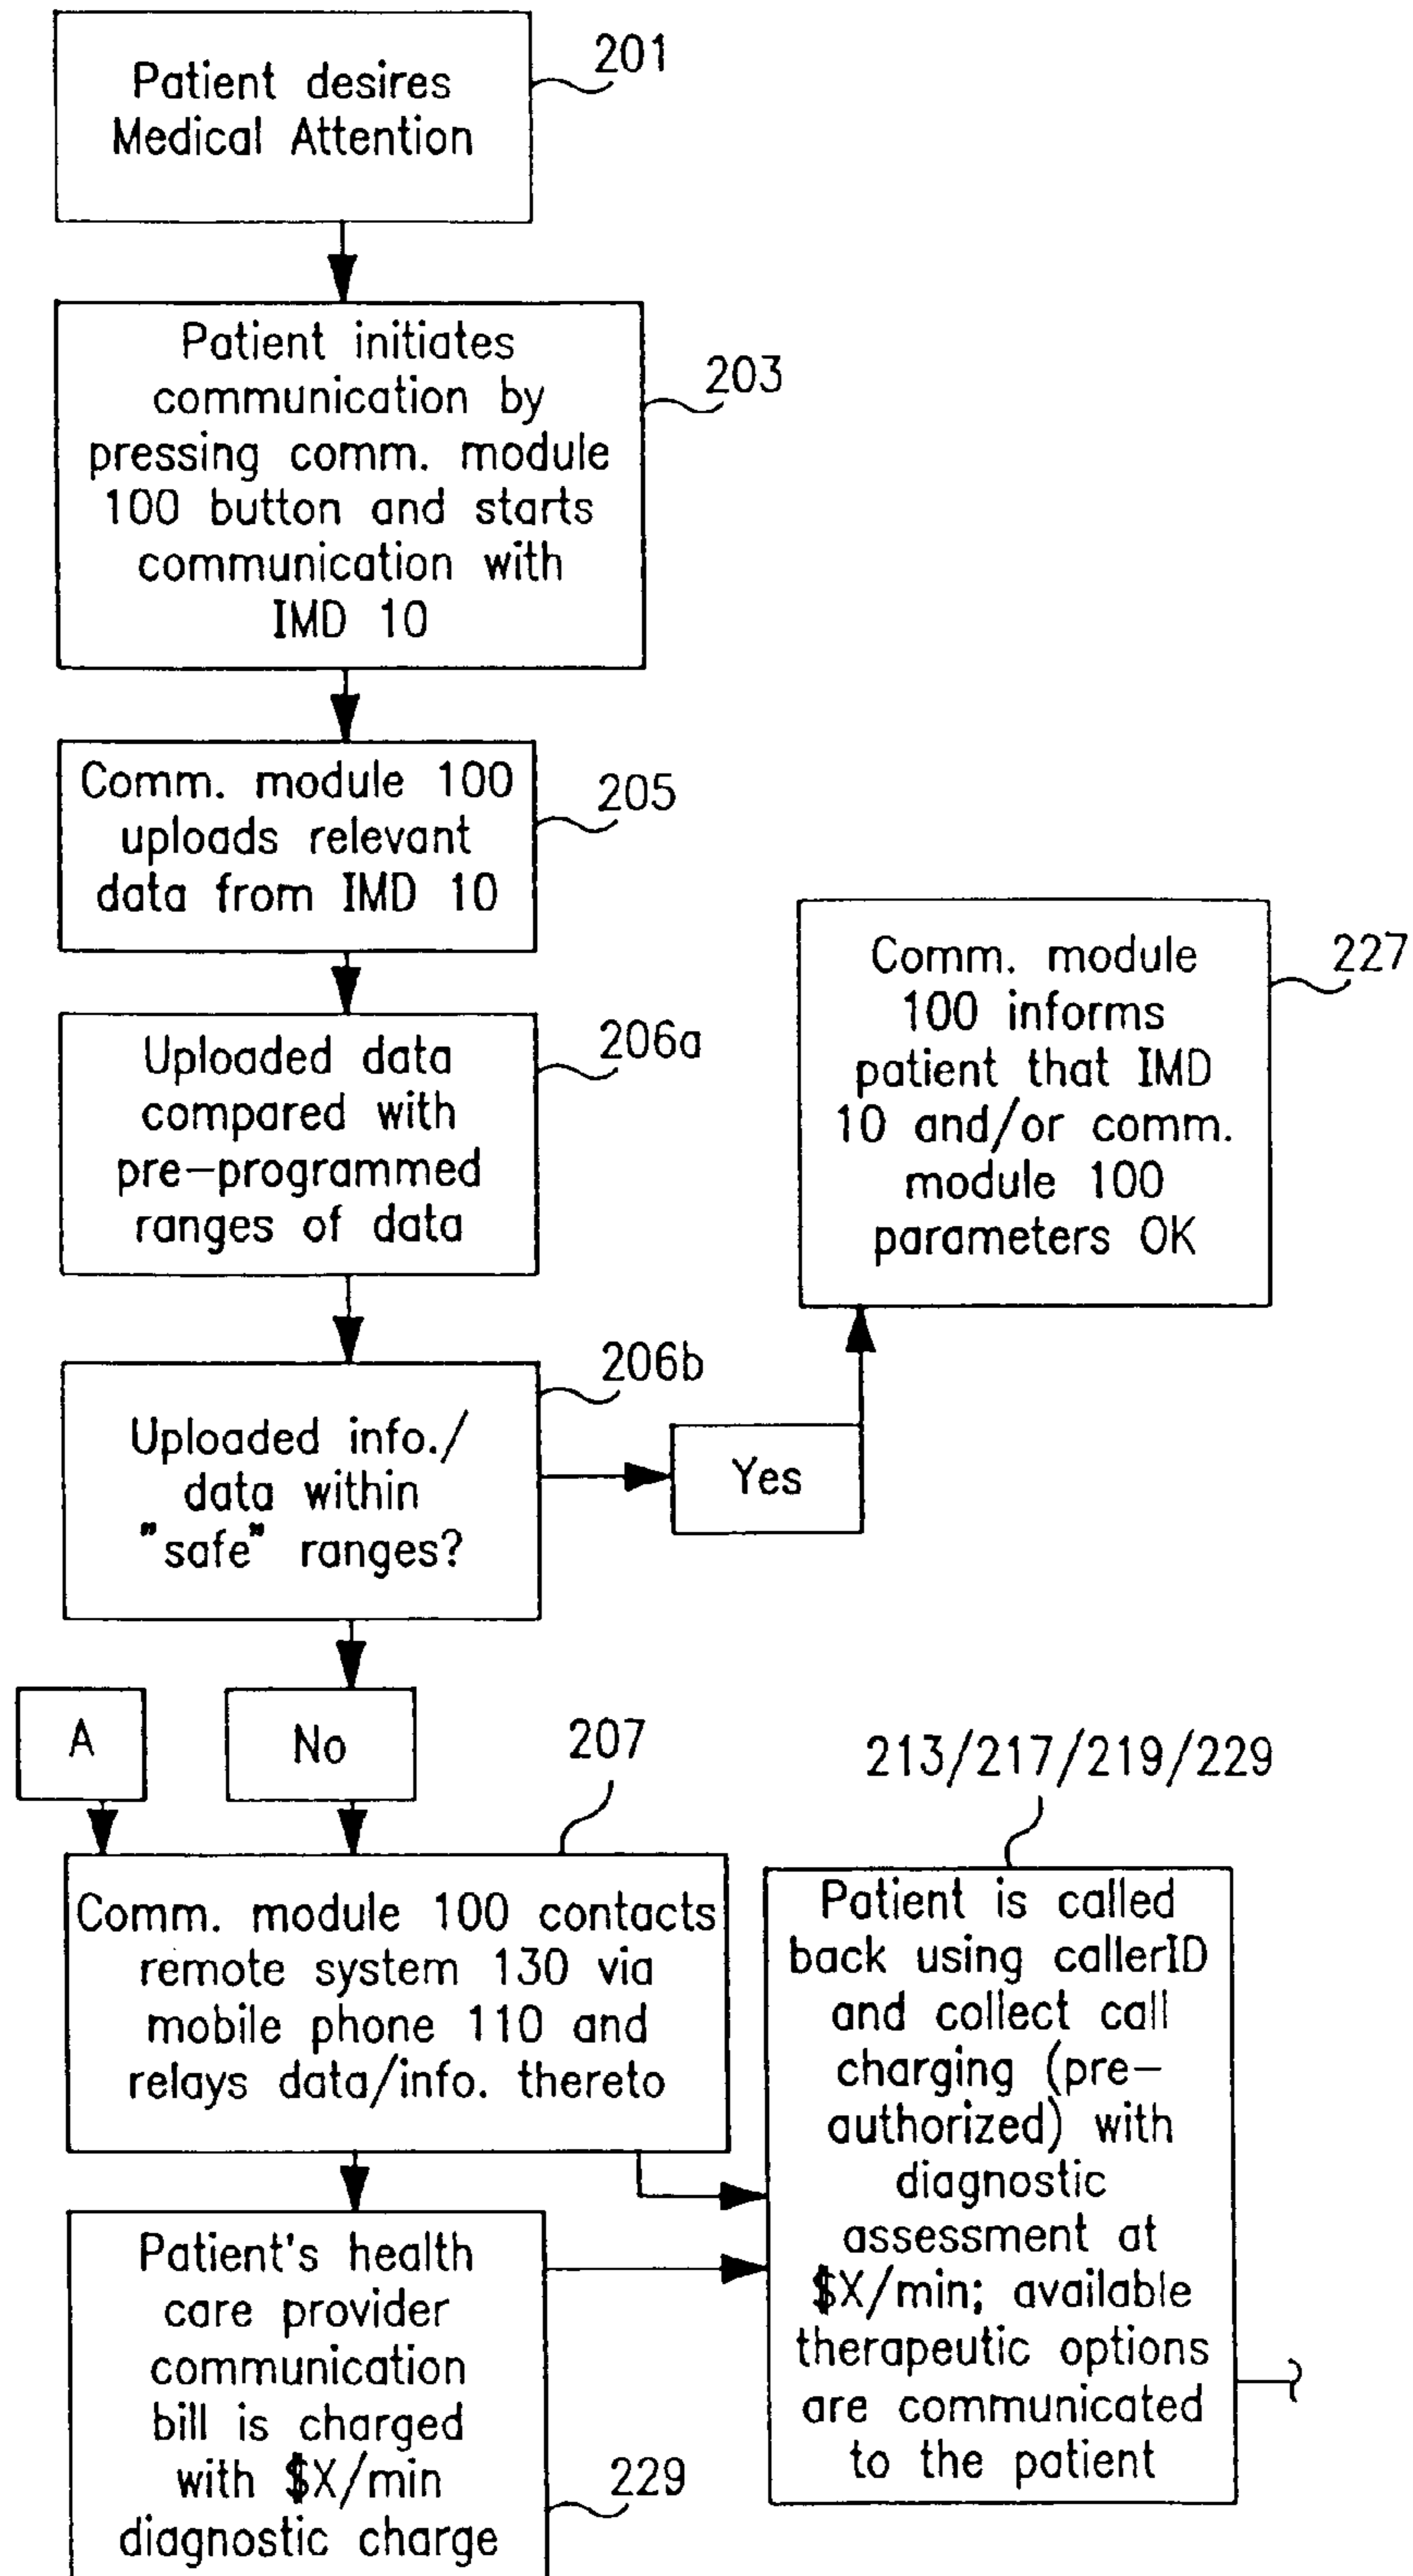 Patient desires
Medical Attention
201
Patient initiates
communication by
pressing comm. module
100 button and starts
communication with
IMD 10
203
Comm. module 100
uploads relevant
data from IMD 10
205
Uploaded data
compared with
pre-programmed
ranges of data
206a
Comm. module
100 informs
patient that IMD
10 and/or comm.
module 100
parameters OK
227
Uploaded info./
data within
"safe" ranges?
206b
Yes
A
No
207
Comm. module 100 contacts
remote system 130 via
mobile phone 110 and
relays data/info. thereto
213/217/219/229
Patient is called
back using callerID
and collect call
charging (pre-
authorized) with
diagnostic
assessment at
$X/min; available
therapeutic options
are communicated
to the patient
Patient's health
care provider
communication
bill is charged
with $X/min
diagnostic charge
229